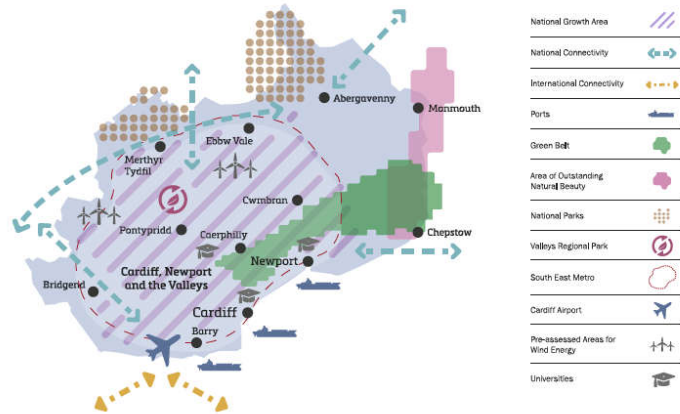 Abergavenny
Monmouth
Ebbw Vale
Merthyr
Tydfil
Cwmbran
Pontypridd
Caerphilly
Chepstow
Newport
Cardiff, Newport
and the Valleys
Bridgend
Cardiff
Barry
National Growth Area
National Connectivity
International Connectivity
Ports
Green Belt
Area of Outstanding
Natural Beauty
National Parks
Valleys Regional Park
South East Metro
Cardiff Airport
Pre-assessed Areas for
Wind Energy
Universities